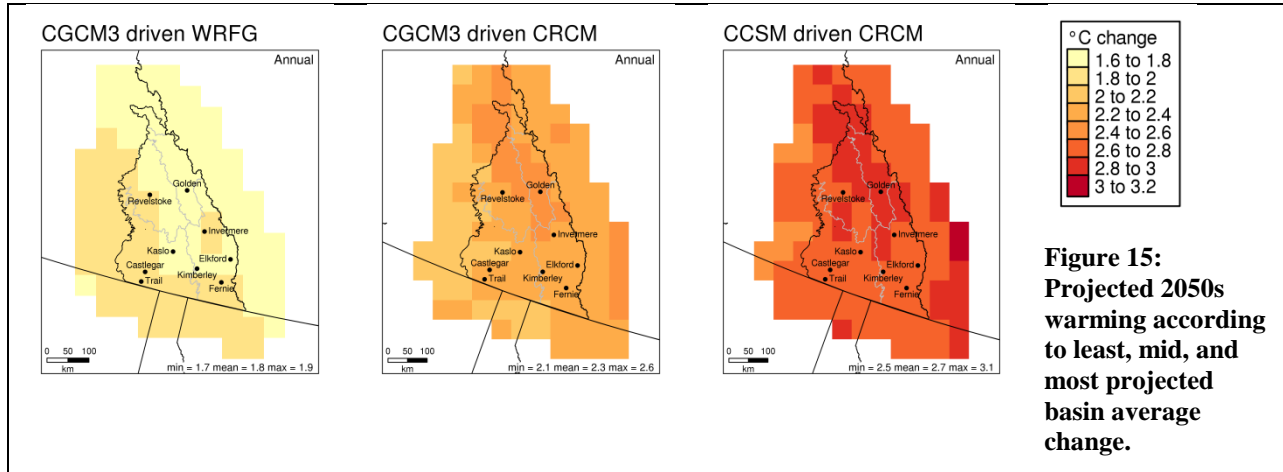 CGCM3 driven WRFG
Annual
Golden
Revelstoke
Invermere
Kaslo
Elkford
Castlegar
Kimberley
Trail
Fernie
0 50 100
km
min = 1.7 mean = 1.8 max = 1.9
CGCM3 driven CRCM
Annual
Golden
Revelstoke
Invermere
Kaslo
Elkford
Castlegar
Kimberley
Trail
Fernie
0 50 100
km
min = 2.1 mean = 2.3 max = 2.6
CCSM driven CRCM
Annual
Golden
Revelstoke
Invermere
Kaslo
Elkford
Castlegar
Kimberley
Trail
Fernie
0 50 100
km
min = 2.5 mean = 2.7 max = 3.1
°C change
1.6 to 1.8
1.8 to 2
2 to 2.2
2.2 to 2.4
2.4 to 2.6
2.6 to 2.8
2.8 to 3
3 to 3.2
Figure 15:
Projected 2050s
warming according
to least, mid, and
most projected
basin average
change.